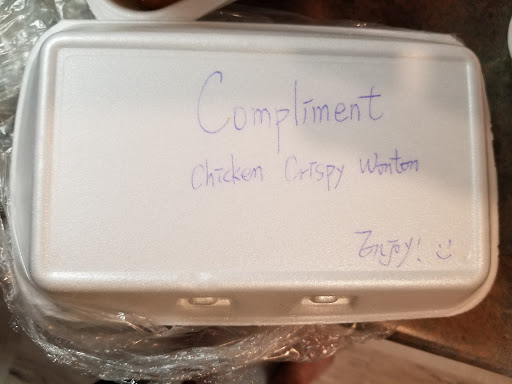 Compliment
Chicken Crispy Wonton
Enjoy! :)